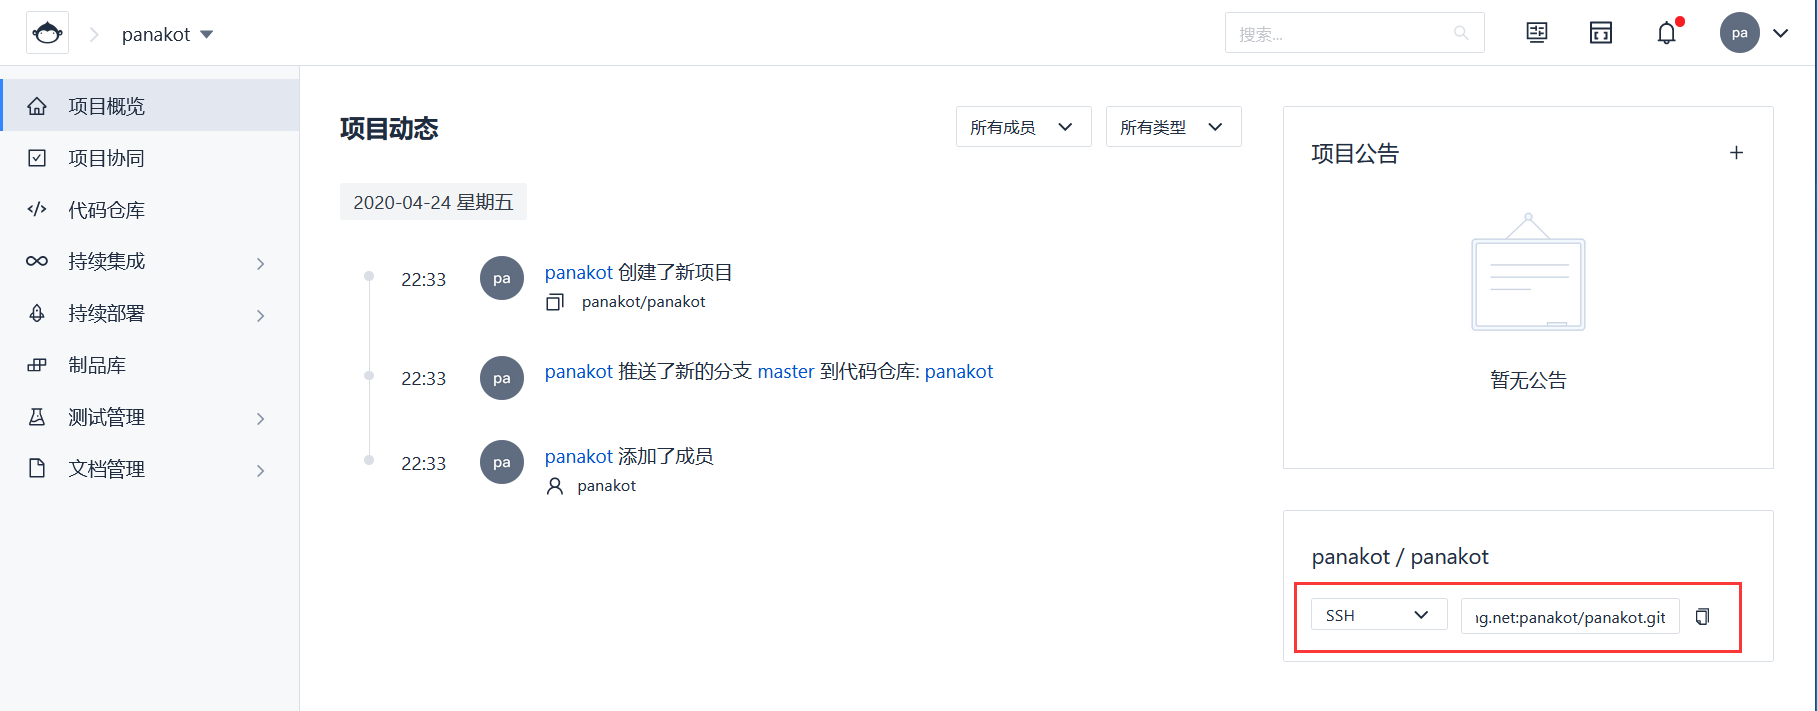 panakot
搜索...
pa
项目概览
项目协同
代码仓库
持续集成
持续部署
制品库
测试管理
文档管理
项目动态
所有成员
所有类型
2020-04-24 星期五
22:33
pa
panakot 创建了新项目
panakot/panakot
22:33
pa
panakot 推送了新的分支 master 到代码仓库: panakot
22:33
pa
panakot 添加了成员
panakot
项目公告
暂无公告
panakot / panakot
SSH
ng.net:panakot/panakot.git